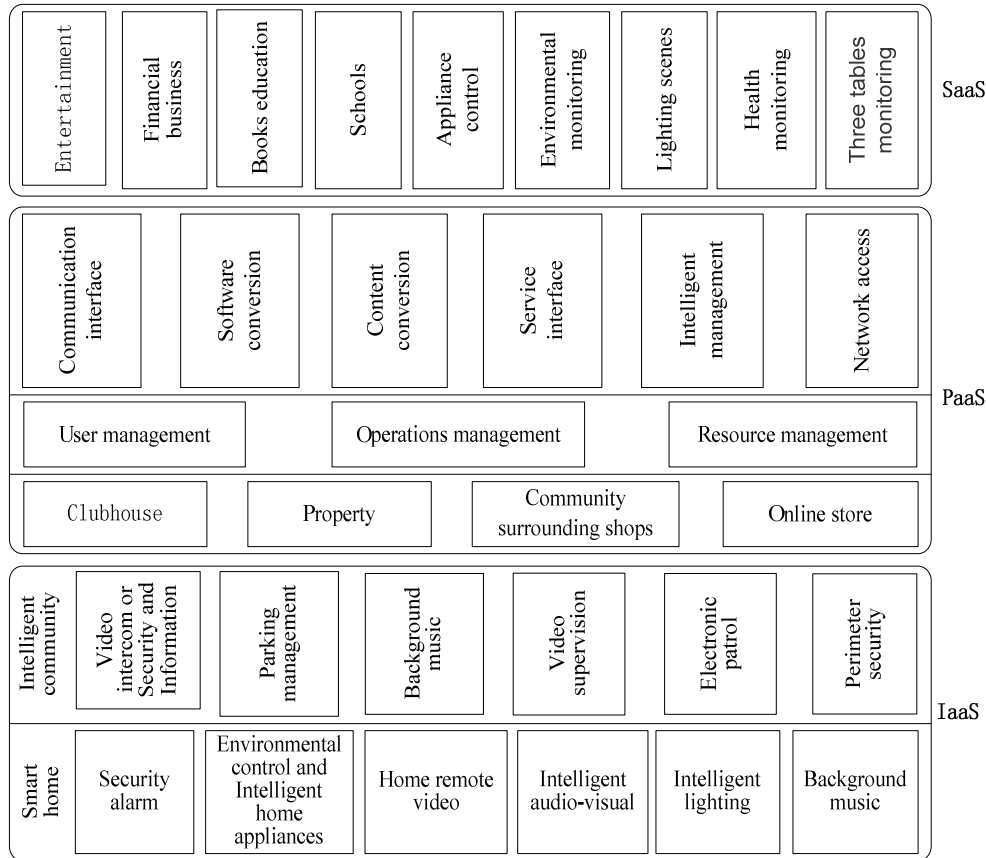 Entertainment
Financial
business
Books education
Schools
Appliance
control
Environmental
monitoring
Lighting scenes
Health
monitoring
Three tables
monitoring
SaaS
Communication
interface
Software
conversion
Content
conversion
Service
interface
Intelligent
management
Network access
PaaS
User management
Operations management
Resource management
Clubhouse
Property
Community
surrounding shops
Online store
Intelligent
community
Video
intercom or
Security and
Information
Parking
management
Background
music
Video
supervision
Electronic
patrol
Perimeter
security
IaaS
Smart
home
Security
alarm
Environmental
control and
Intelligent
home
appliances
Home remote
video
Intelligent
audio-visual
Intelligent
lighting
Background
music